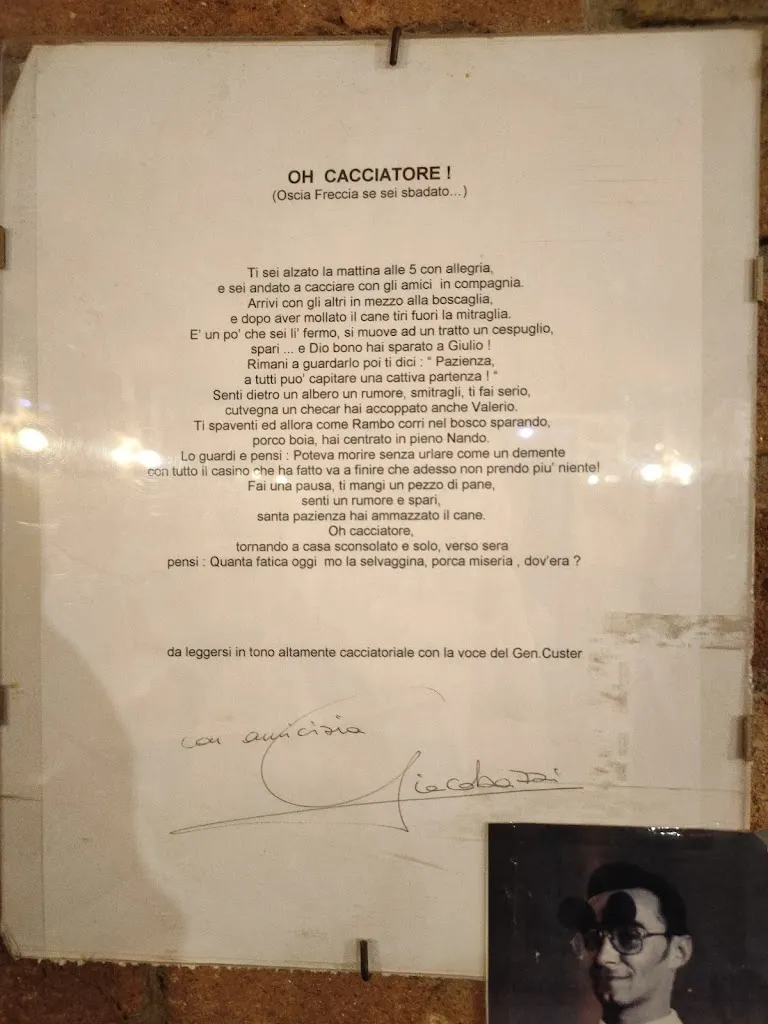 OH CACCIATORE !
(Oscia Freccia se sei sbadato...)
Ti sei alzato la mattina alle 5 con allegria,
e sei andato a cacciare con gli amici in compagnia.
Arrivi con gli altri in mezzo alla boscaglia,
e dopo aver mollato il cane tiri fuori la mitraglia.
E' un po' che sei li' fermo, si muove ad un tratto un cespuglio,
spari ... e Dio bono hai sparato a Giulio !
Rimani a guardarlo poi ti dici : " Pazienza,
a tutti puo' capitare una cattiva partenza ! "
Senti dietro un albero un rumore, smitragli, ti fai serio,
cutvegna un checar hai accoppato anche Valerio.
Ti spaventi ed allora come Rambo corri nel bosco sparando,
porco boia, hai centrato in pieno Nando.
Lo guardi e pensi : Poteva morire senza urlare come un demente
con tutto il casino che ha fatto va a finire che adesso non prendo piu' niente!
Fai una pausa, ti mangi un pezzo di pane,
senti un rumore e spari,
santa pazienza hai ammazzato il cane.
Oh cacciatore,
tornando a casa sconsolato e solo, verso sera
pensi : Quanta fatica oggi mo la selvaggina, porca miseria , dov'era ?
da leggersi in tono altamente cacciatoriale con la voce del Gen.Custer
con amicizia
Giacobazzi